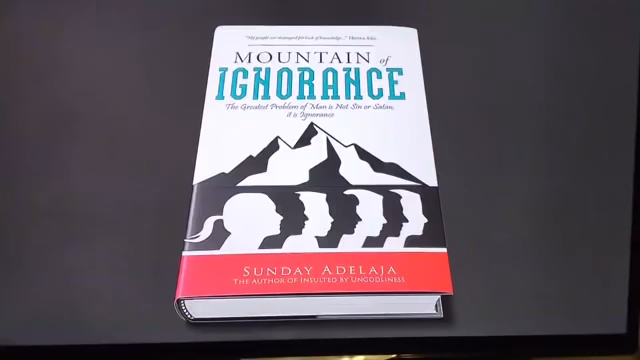 "My people are destroyed for lack of knowledge..." Hosea 4:6a
MOUNTAIN of
IGNORANCE
The Greatest Problem of Man is Not Sin or Satan,
it is Ignorance
SUNDAY ADELAJA
THE AUTHOR OF INSULTED BY UNGODLINESS